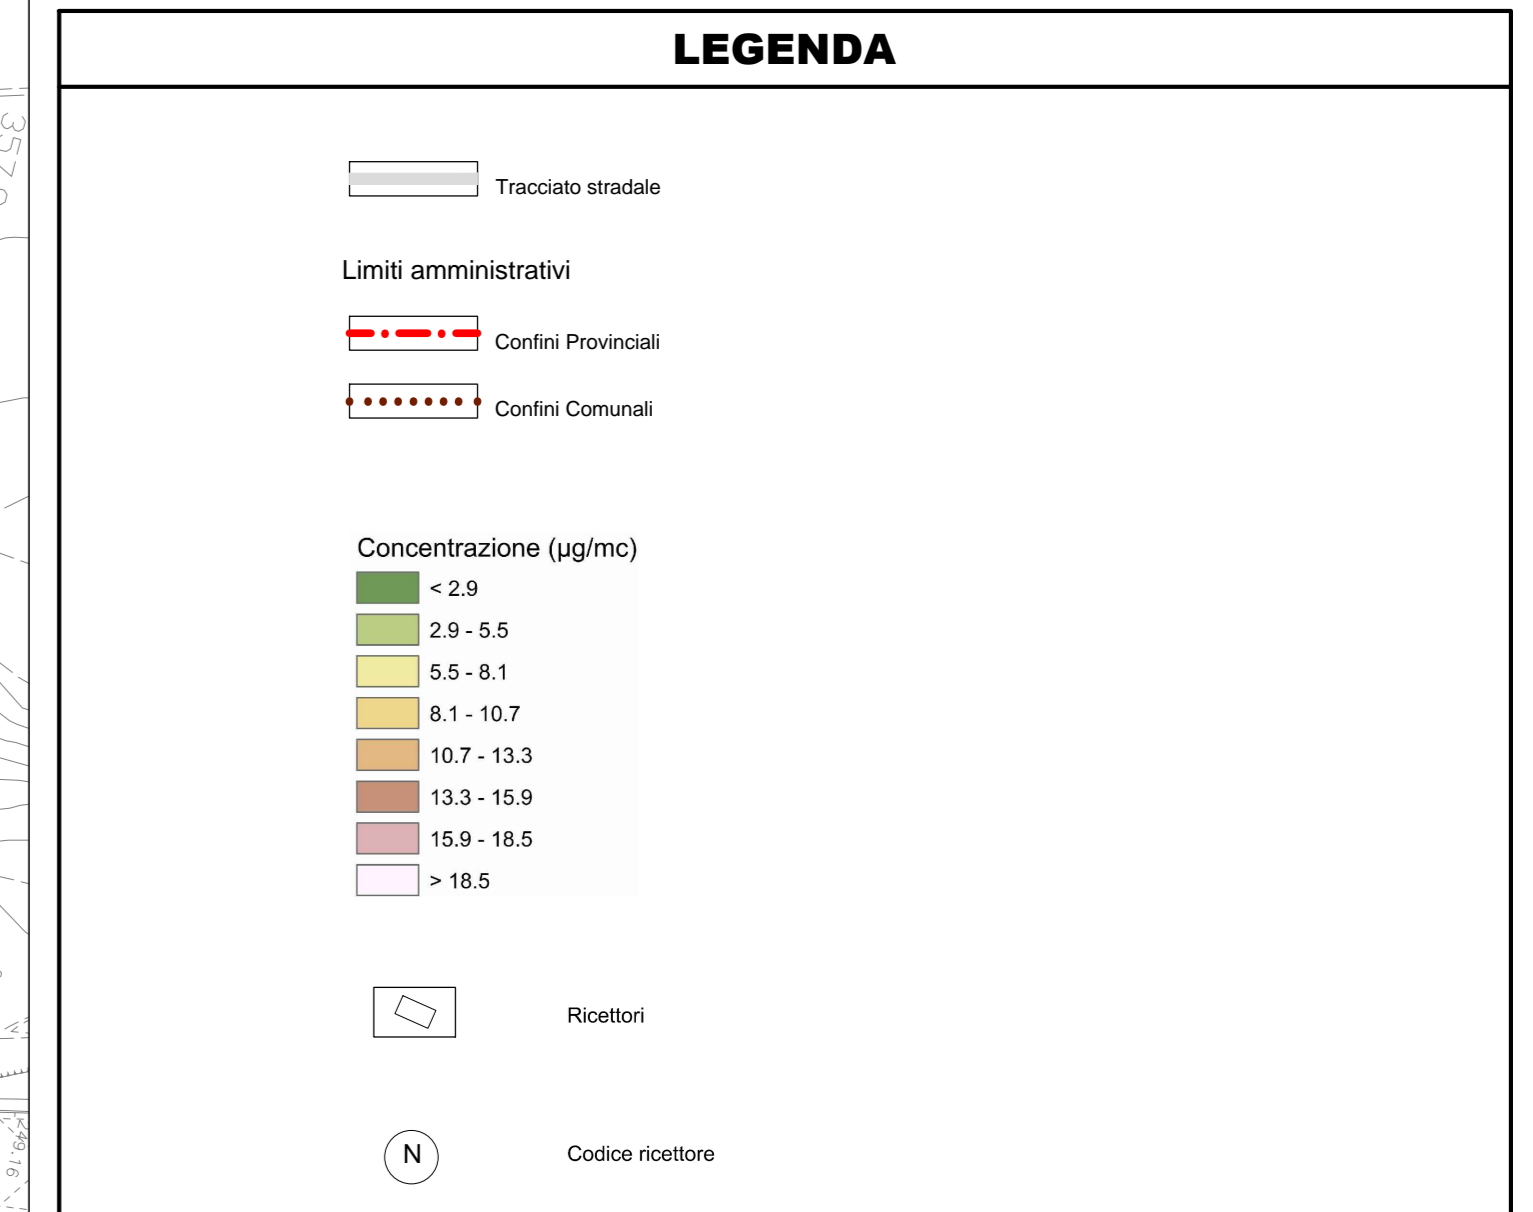 LEGENDA
Tracciato stradale
Limiti amministrativi
Confini Provinciali
Confini Comunali
Concentrazione (µg/mc)
< 2.9
2.9 - 5.5
5.5 - 8.1
8.1 - 10.7
10.7 - 13.3
13.3 - 15.9
15.9 - 18.5
> 18.5
Ricettori
N Codice ricettore
249.16